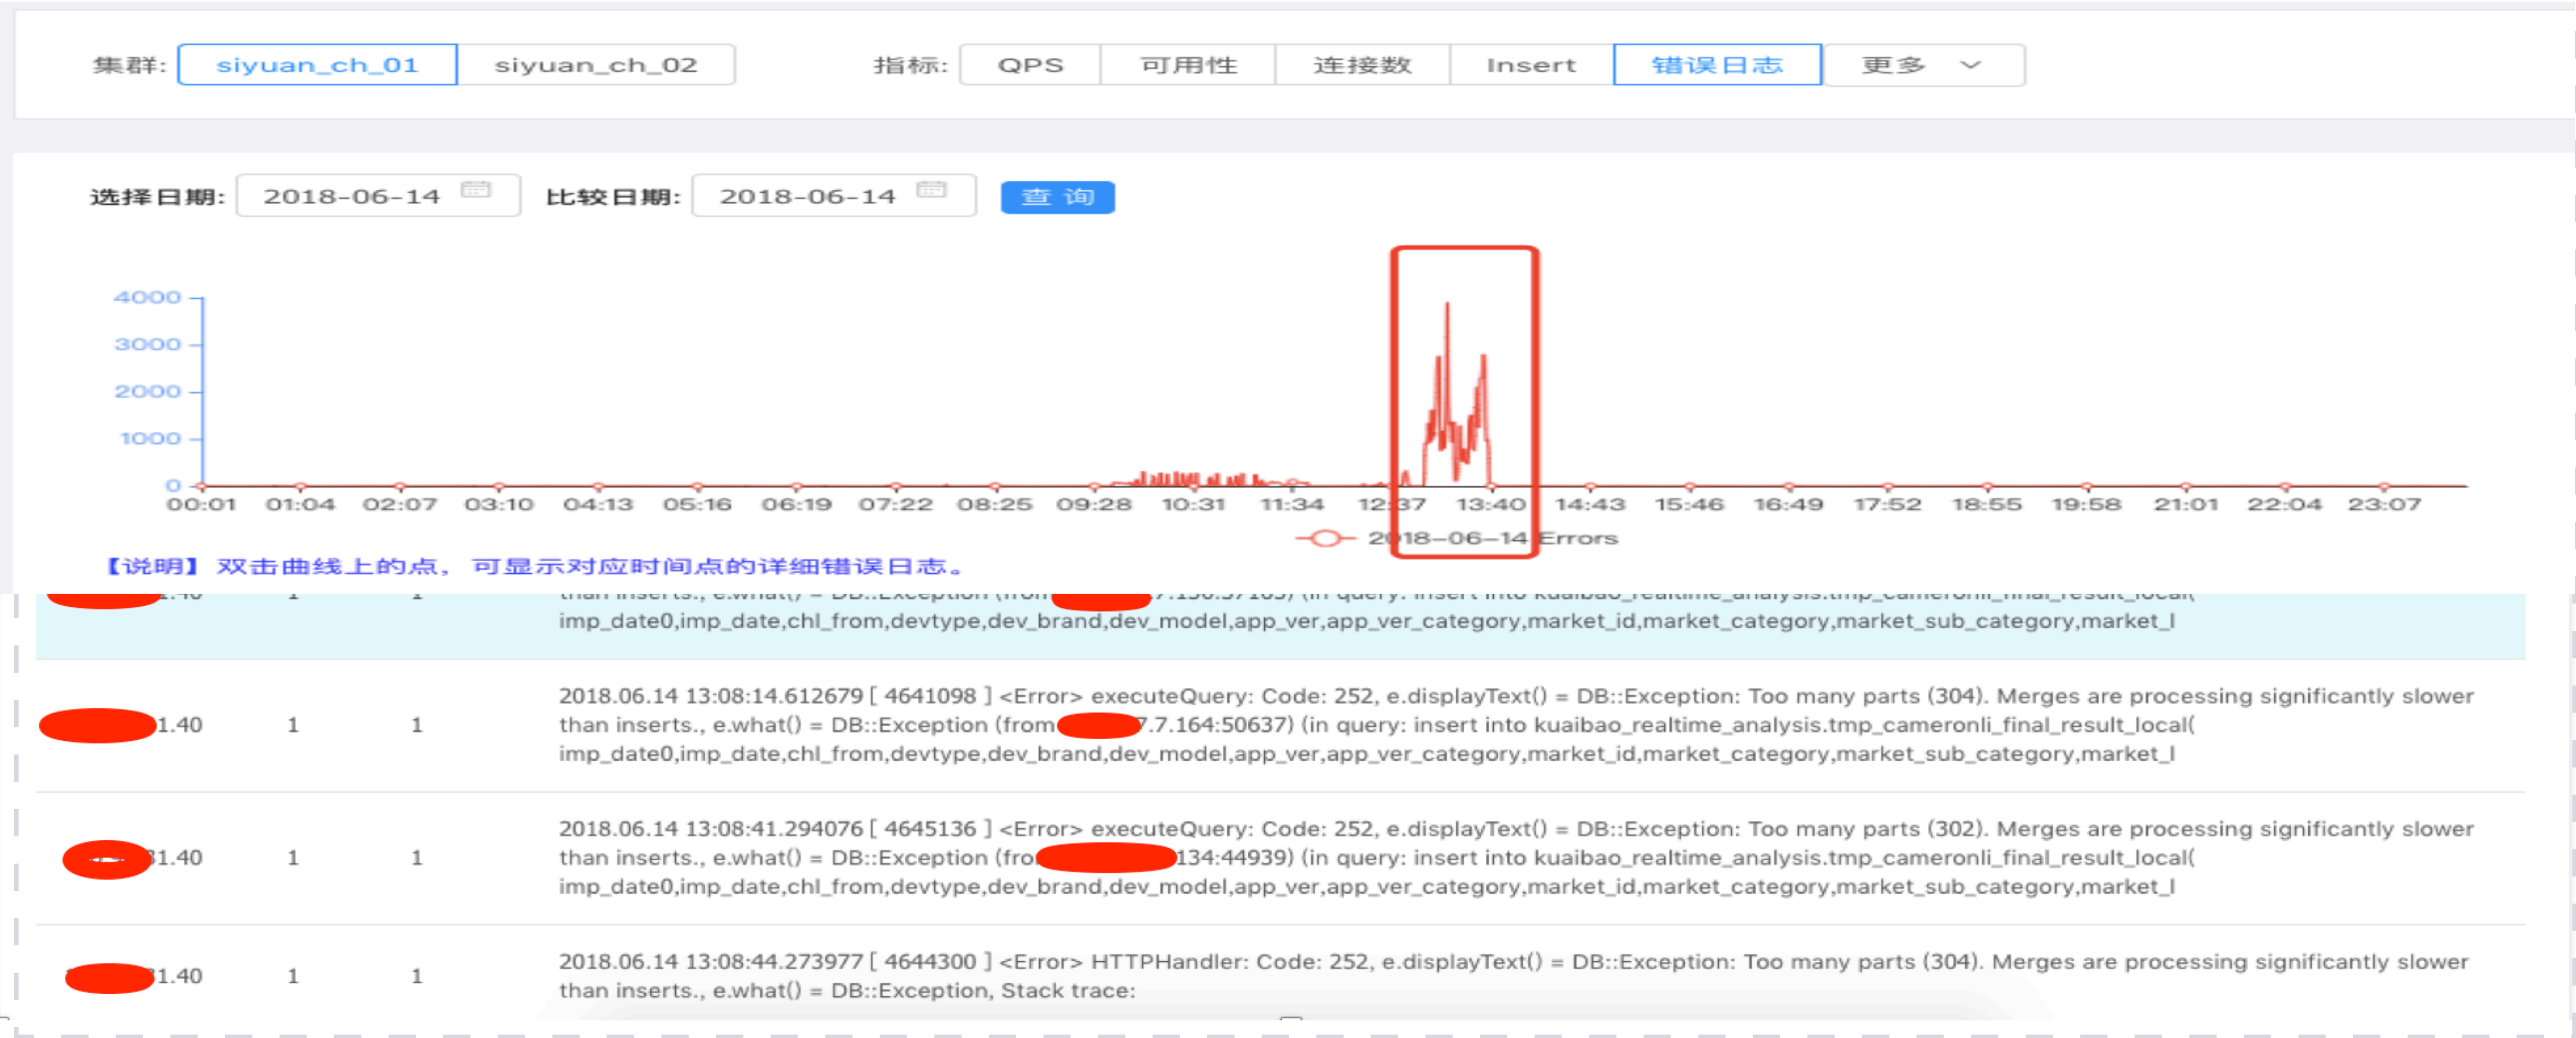 集群: siyuan_ch_01 siyuan_ch_02 指标: QPS 可用性 连接数 Insert 错误日志 更多
选择日期: 2018-06-14 比较日期: 2018-06-14 查 询
4000
3000
2000
1000
0
00:01 01:04 02:07 03:10 04:13 05:16 06:19 07:22 08:25 09:28 10:31 11:34 12:37 13:40 14:43 15:46 16:49 17:52 18:55 19:58 21:01 22:04 23:07
2018-06-14 Errors
【说明】双击曲线上的点，可显示对应时间点的详细错误日志。
imp_date0,imp_date,chl_from,devtype,dev_brand,dev_model,app_ver,app_ver_category,market_id,market_category,market_sub_category,market_l
2018.06.14 13:08:14.612679 [ 4641098 ] <Error> executeQuery: Code: 252, e.displayText() = DB::Exception: Too many parts (304). Merges are processing significantly slower
1.40 1 1 than inserts., e.what() = DB::Exception (from 7.7.164:50637) (in query: insert into kuaibao_realtime_analysis.tmp_cameronli_final_result_local(
imp_date0,imp_date,chl_from,devtype,dev_brand,dev_model,app_ver,app_ver_category,market_id,market_category,market_sub_category,market_l
2018.06.14 13:08:41.294076 [ 4645136 ] <Error> executeQuery: Code: 252, e.displayText() = DB::Exception: Too many parts (302). Merges are processing significantly slower
31.40 1 1 than inserts., e.what() = DB::Exception (fro 134:44939) (in query: insert into kuaibao_realtime_analysis.tmp_cameronli_final_result_local(
imp_date0,imp_date,chl_from,devtype,dev_brand,dev_model,app_ver,app_ver_category,market_id,market_category,market_sub_category,market_l
2018.06.14 13:08:44.273977 [ 4644300 ] <Error> HTTPHandler: Code: 252, e.displayText() = DB::Exception: Too many parts (304). Merges are processing significantly slower
31.40 1 1 than inserts., e.what() = DB::Exception, Stack trace: